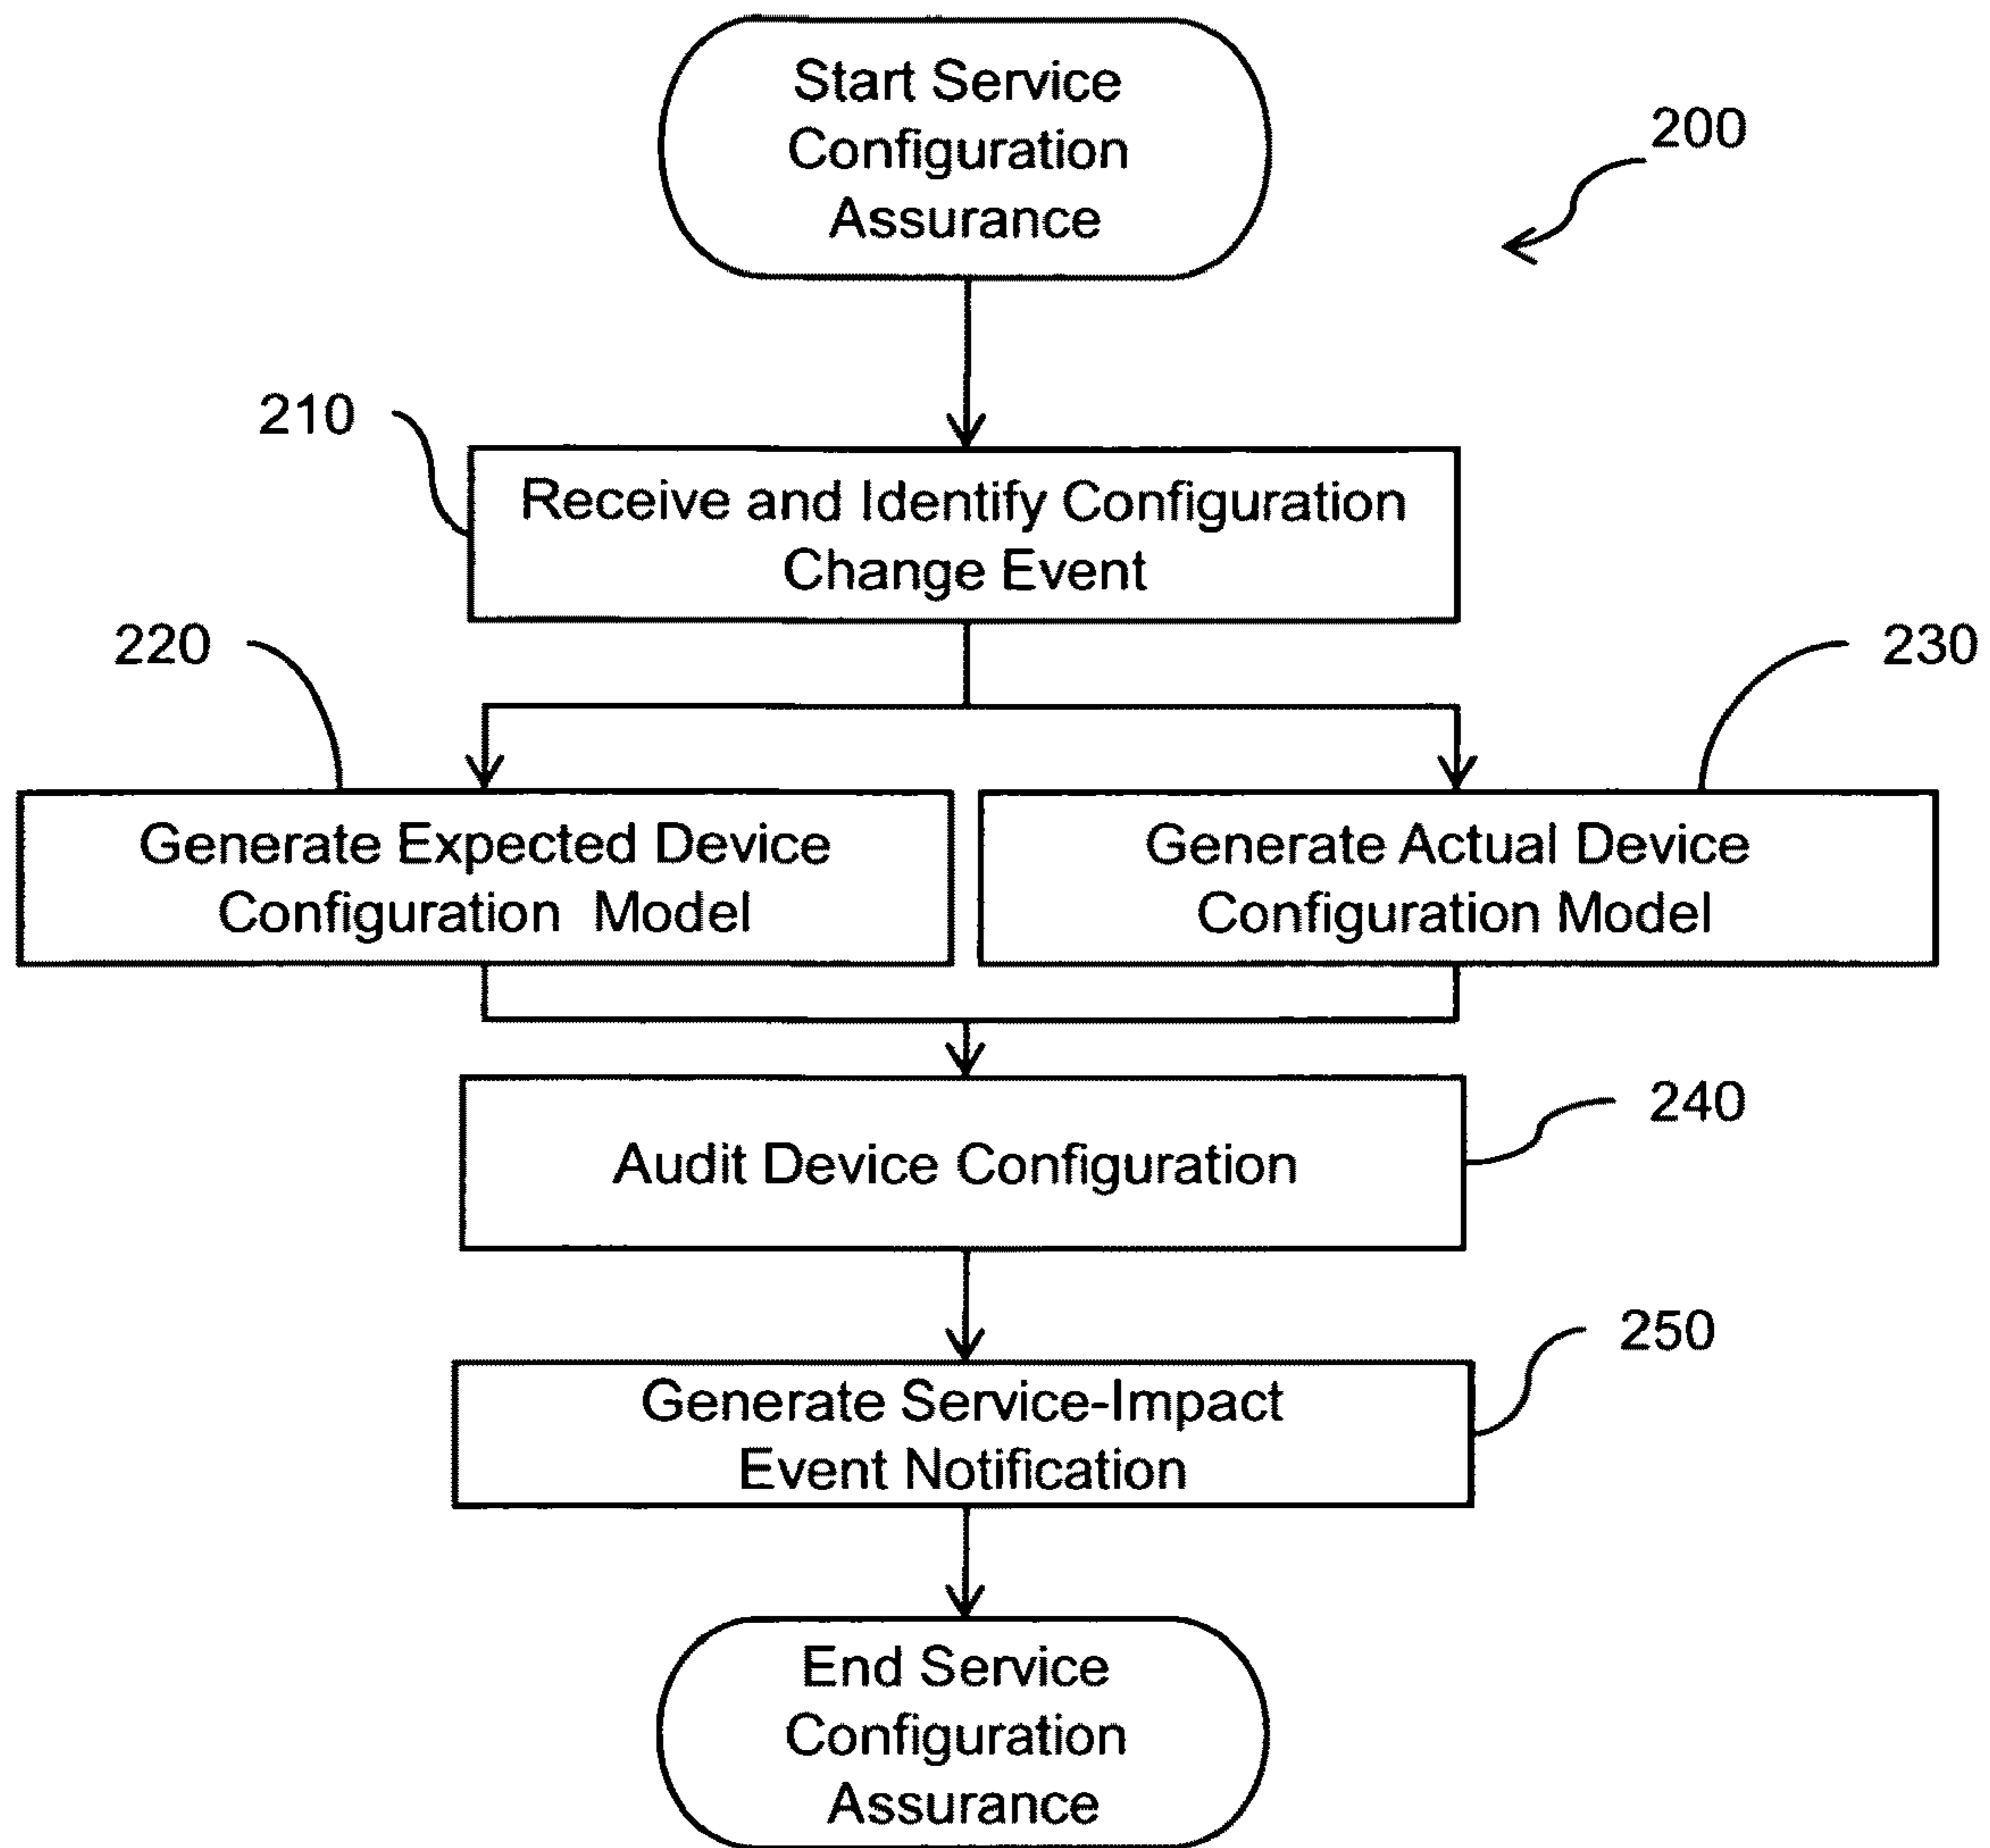 Start Service
Configuration
Assurance
200
210
Receive and Identify Configuration
Change Event
220
230
Generate Expected Device
Configuration Model
Generate Actual Device
Configuration Model
240
Audit Device Configuration
250
Generate Service-Impact
Event Notification
End Service
Configuration
Assurance